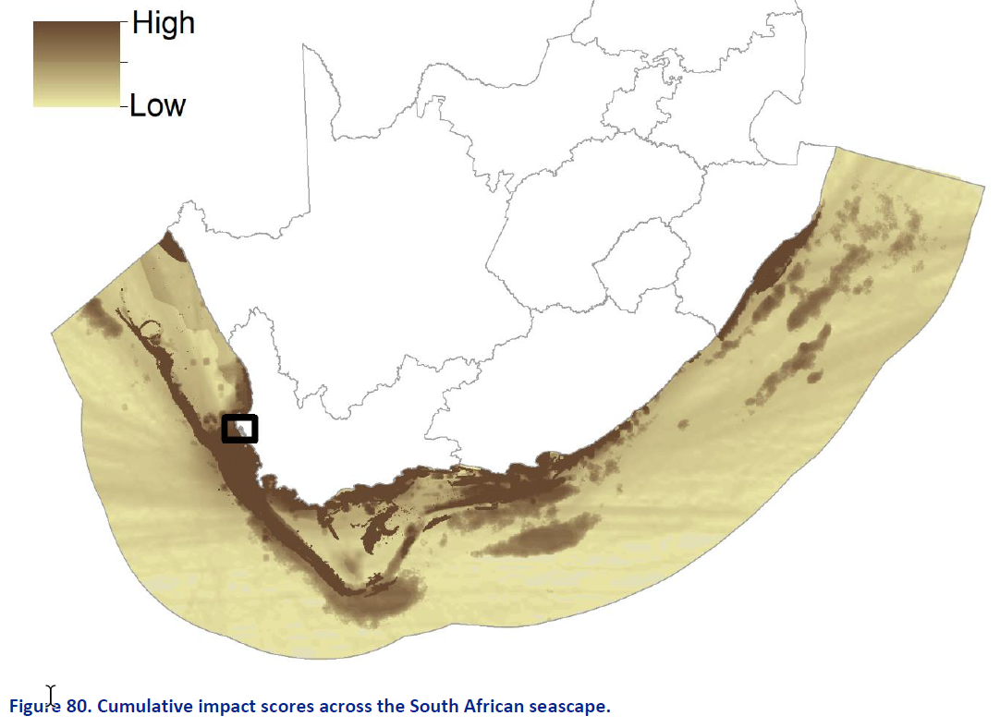 High
Low
Figure 80. Cumulative impact scores across the South African seascape.